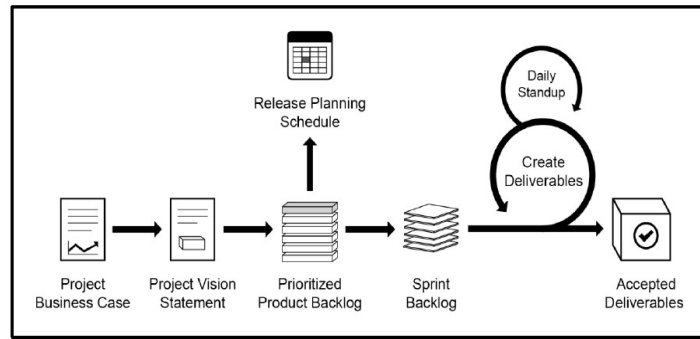 Release Planning
Schedule
Daily
Standup
Create
Deliverables
Project
Business Case
Project Vision
Statement
Prioritized
Product Backlog
Sprint
Backlog
Accepted
Deliverables